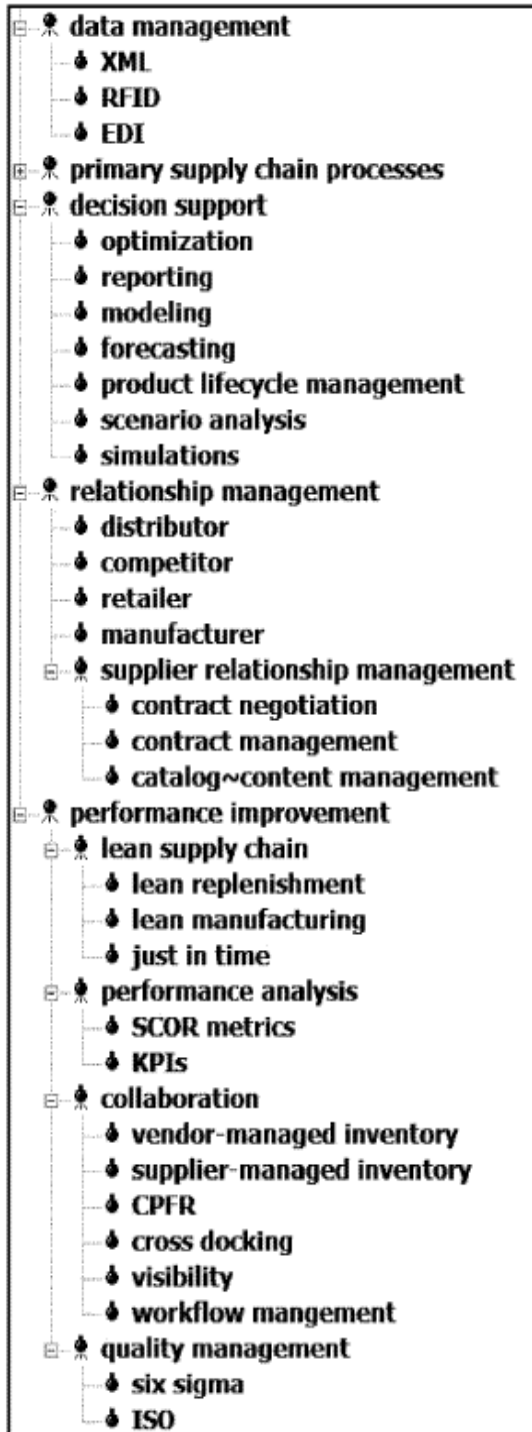 data management
XML
RFID
EDI
primary supply chain processes
decision support
optimization
reporting
modeling
forecasting
product lifecycle management
scenario analysis
simulations
relationship management
distributor
competitor
retailer
manufacturer
supplier relationship management
contract negotiation
contract management
catalog~content management
performance improvement
lean supply chain
lean replenishment
lean manufacturing
just in time
performance analysis
SCOR metrics
KPIs
collaboration
vendor-managed inventory
supplier-managed inventory
CPFR
cross docking
visibility
workflow mangement
quality management
six sigma
ISO